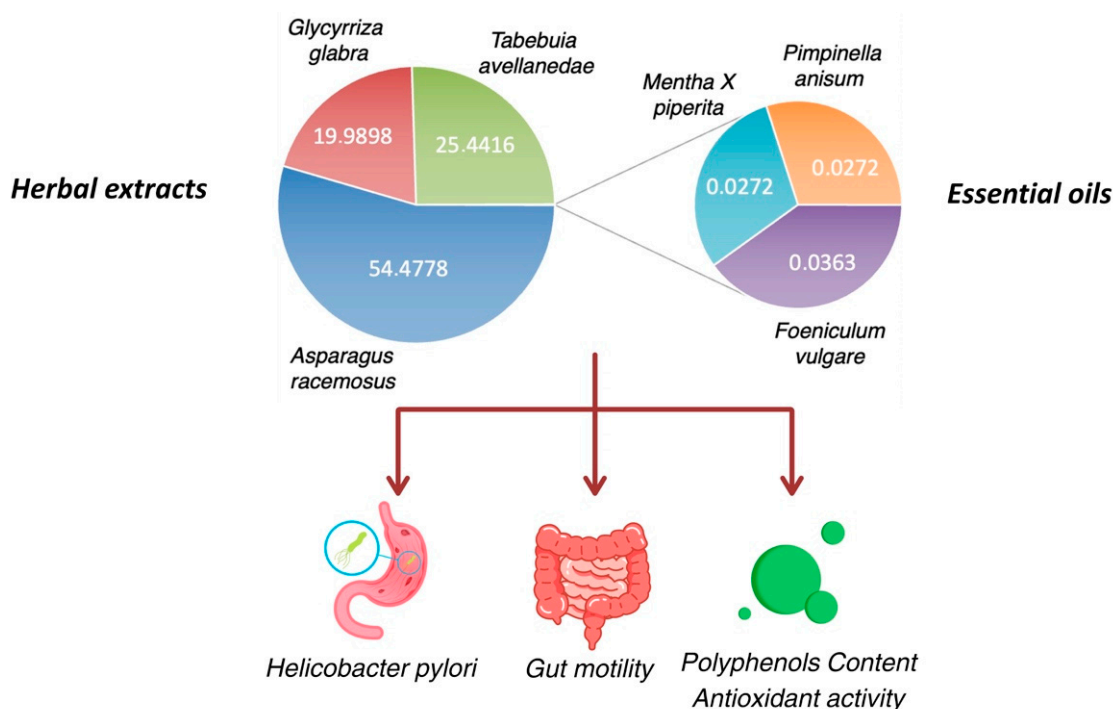 Glycyrriza
glabra
Tabebuia
avellanedae
Pimpinella
anisum
Mentha X
piperita
19.9898
25.4416
0.0272
0.0272
Herbal extracts
Essential oils
54.4778
0.0363
Asparagus
racemosus
Foeniculum
vulgare
Helicobacter pylori
Gut motility
Polyphenols Content
Antioxidant activity